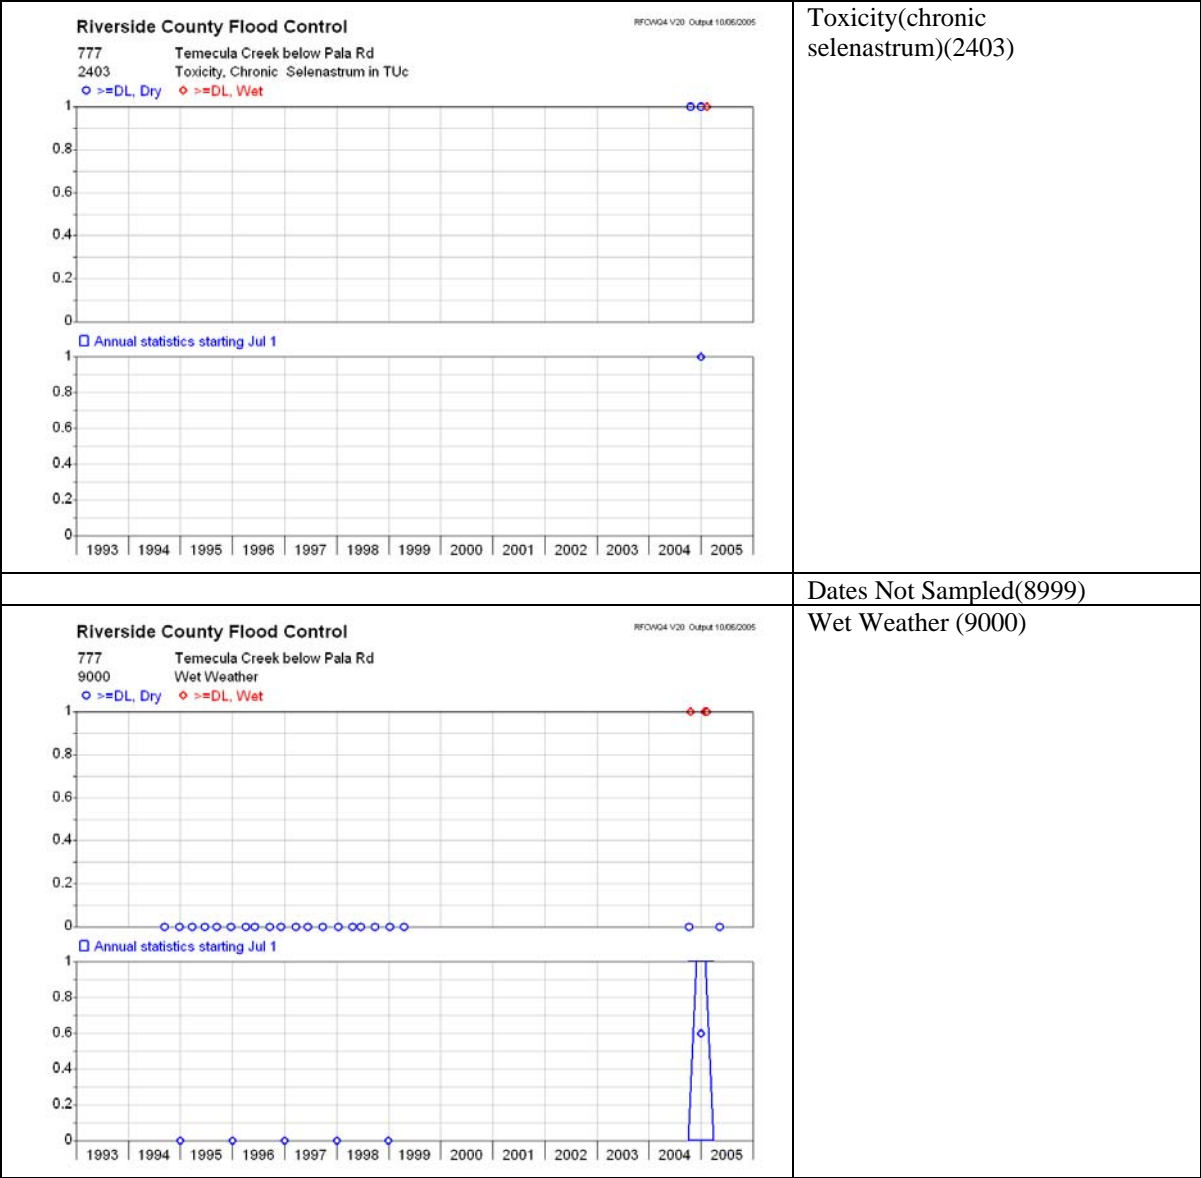 Riverside County Flood Control
RFCWQ4 V20 Output 10/06/2005
777 Temecula Creek below Pala Rd
2403 Toxicity, Chronic Selenastrum in TUc
>=DL, Dry >=DL, Wet
1
0.8
0.6
0.4
0.2
0
Annual statistics starting Jul 1
1
0.8
0.6
0.4
0.2
0
1993 1994 1995 1996 1997 1998 1999 2000 2001 2002 2003 2004 2005
Toxicity(chronic
selenastrum)(2403)
Dates Not Sampled(8999)
Riverside County Flood Control
RFCWQ4 V20 Output 10/06/2005
777 Temecula Creek below Pala Rd
9000 Wet Weather
>=DL, Dry >=DL, Wet
1
0.8
0.6
0.4
0.2
0
Annual statistics starting Jul 1
1
0.8
0.6
0.4
0.2
0
1993 1994 1995 1996 1997 1998 1999 2000 2001 2002 2003 2004 2005
Wet Weather (9000)